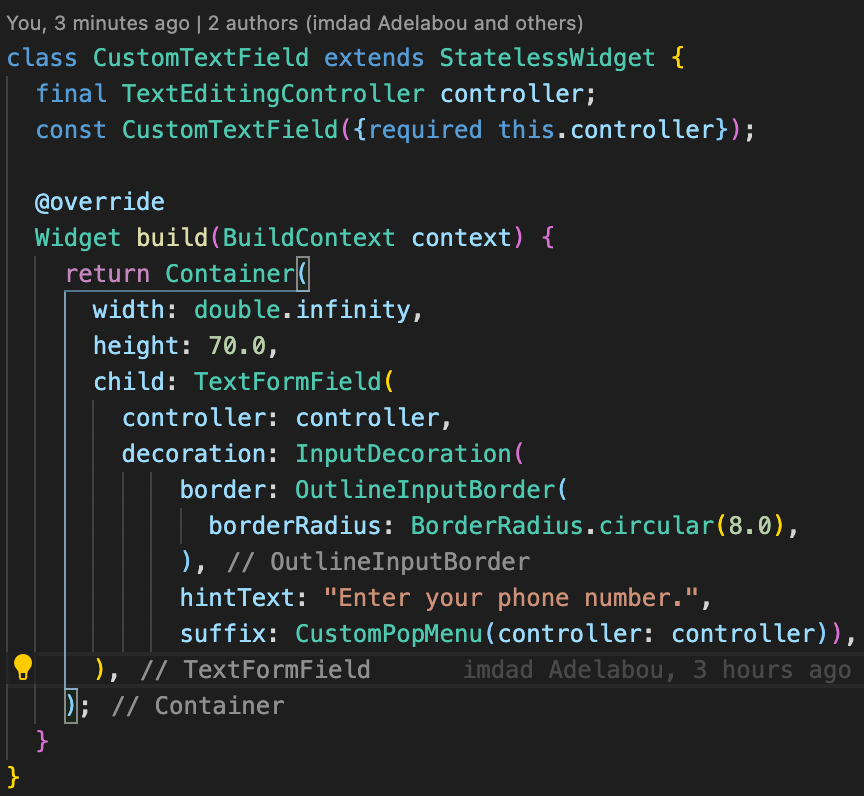 You, 3 minutes ago | 2 authors (imdad Adelabou and others)
class CustomTextField extends StatelessWidget {
  final TextEditingController controller;
  const CustomTextField({required this.controller});

  @override
  Widget build(BuildContext context) {
    return Container(
      width: double.infinity,
      height: 70.0,
      child: TextFormField(
        controller: controller,
        decoration: InputDecoration(
            border: OutlineInputBorder(
              borderRadius: BorderRadius.circular(8.0),
            ), // OutlineInputBorder
            hintText: "Enter your phone number.",
            suffix: CustomPopMenu(controller: controller)),
      ), // TextFormField      imdad Adelabou, 3 hours ago
    ); // Container
  }
}